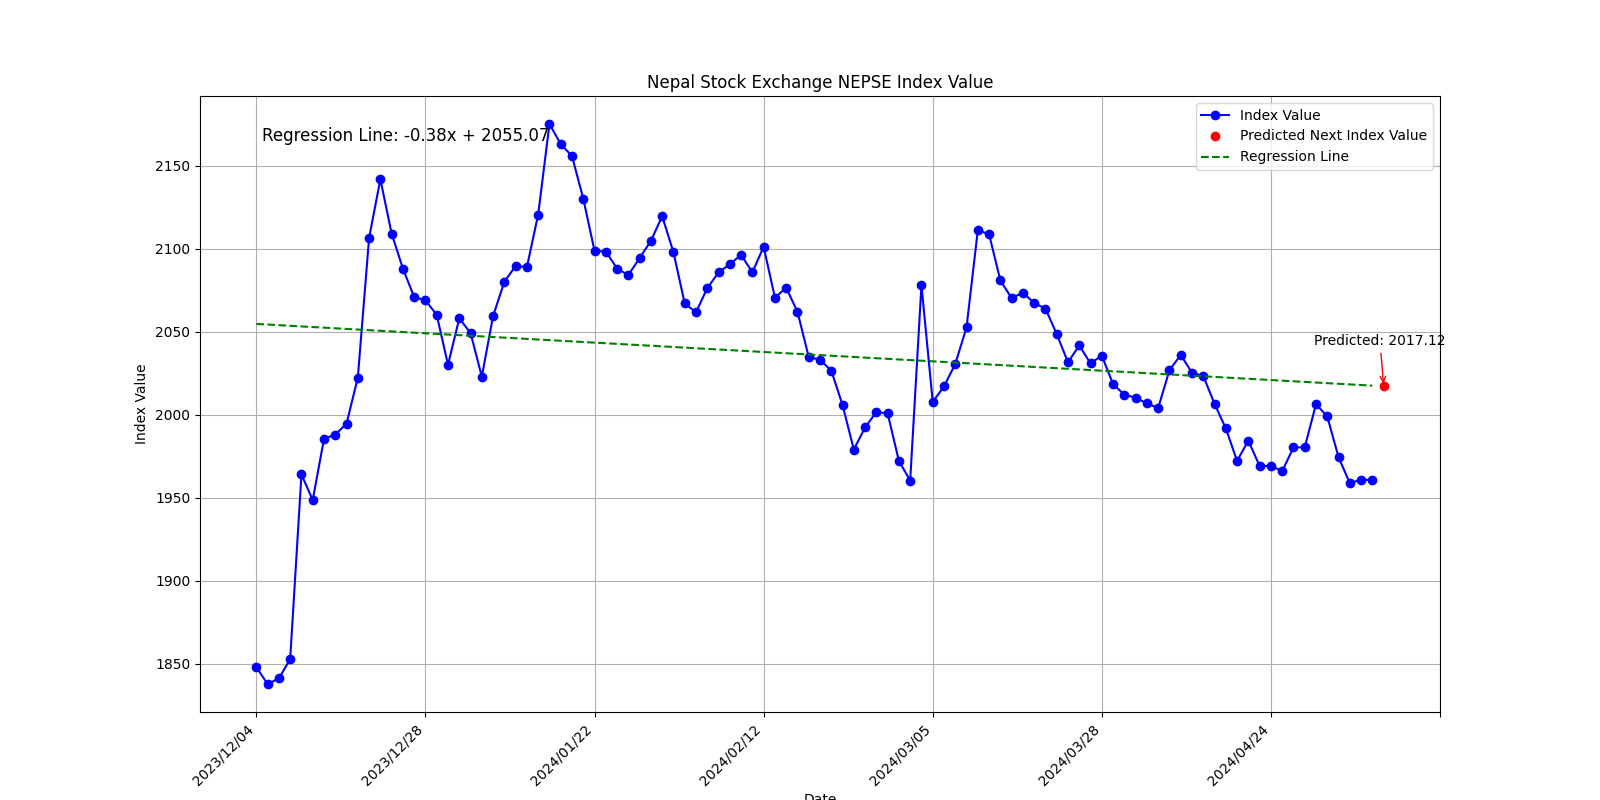 Nepal Stock Exchange NEPSE Index Value
Regression Line: -0.38x + 2055.07
Index Value
Predicted Next Index Value
Regression Line
Predicted: 2017.12
2150
2100
2050
2000
1950
1900
1850
Index Value
2023/12/04
2023/12/28
2024/01/22
2024/02/12
2024/03/05
2024/03/28
2024/04/24
Date